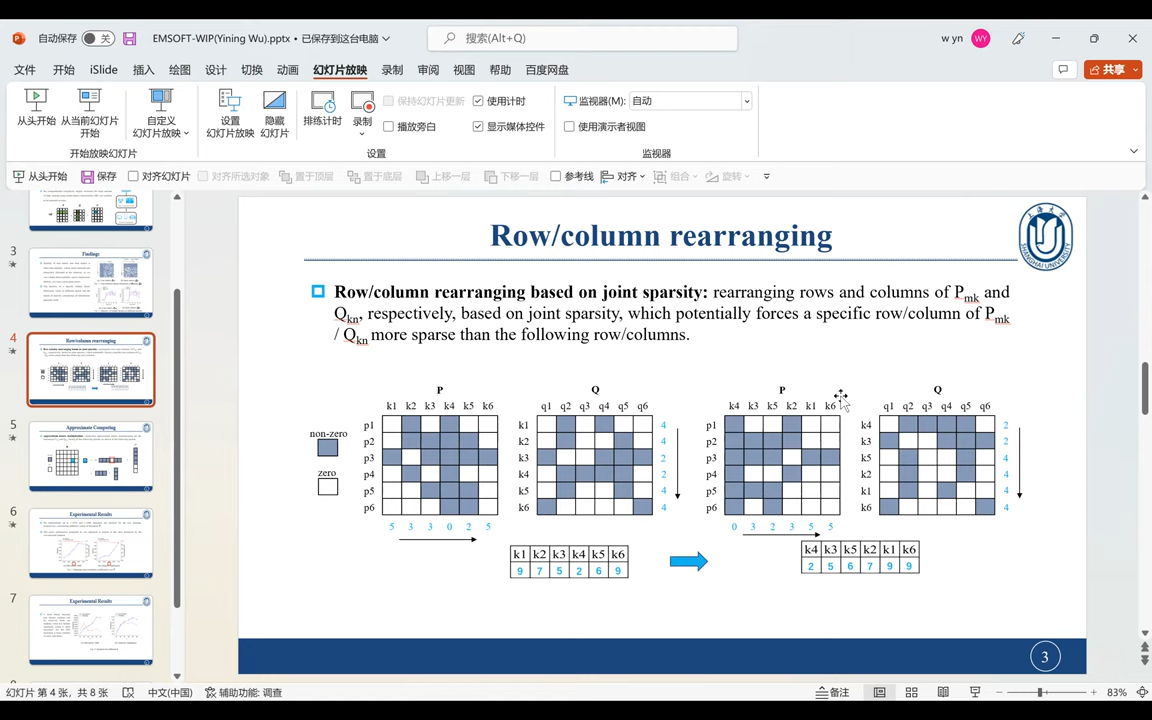 自动保存 关 EMSOFT-WIP(Yining Wu).pptx • 已保存到这台电脑 搜索(Alt+Q) w yn WY
文件 开始 iSlide 插入 绘图 设计 切换 动画 幻灯片放映 录制 审阅 视图 帮助 百度网盘 共享
从头开始 从当前幻灯片开始 自定义幻灯片放映 设置幻灯片放映 隐藏幻灯片 排练计时 录制
保持幻灯片更新 使用计时 监视器(M): 自动
播放旁白 显示媒体控件 使用演示者视图
开始放映幻灯片 设置 监视器
从头开始 保存 对齐幻灯片 对齐所选对象 置于顶层 置于底层 上移一层 下移一层 参考线 对齐 组合 旋转
3
Findings
4
Row/column rearranging
5
Approximate Computing
6
Experimental Results
7
Experimental Results
Row/column rearranging
Row/column rearranging based on joint sparsity: rearranging rows and columns of Pmk and
Qkn, respectively, based on joint sparsity, which potentially forces a specific row/column of Pmk
/ Qkn more sparse than the following row/columns.
P Q P Q
k1 k2 k3 k4 k5 k6 q1 q2 q3 q4 q5 q6 k4 k3 k5 k2 k1 k6 q1 q2 q3 q4 q5 q6
p1 k1 4 p1 k4 2
non-zero p2 k2 4 p2 k3 2
p3 k3 2 p3 k5 4
zero p4 k4 2 p4 k2 4
p5 k5 4 p5 k1 4
p6 k6 4 p6 k6 4
5 3 3 0 2 5 0 3 2 3 5 5
k1 k2 k3 k4 k5 k6 k4 k3 k5 k2 k1 k6
9 7 5 2 6 9 2 5 6 7 9 9
3
幻灯片 第 4 张，共 8 张 中文(中国) 辅助功能: 调查 备注 83%